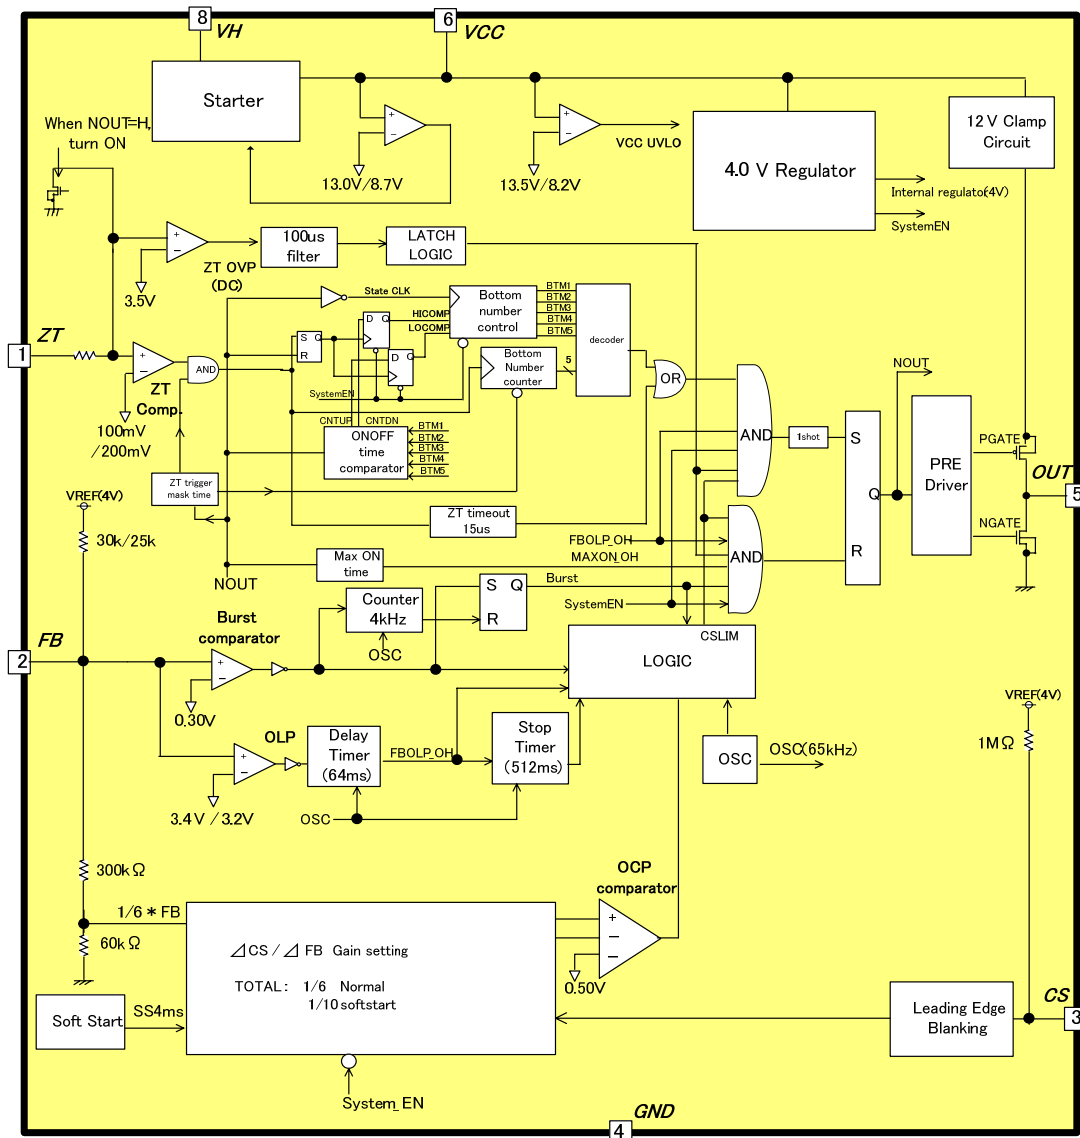 8
VH
6
VCC
Starter
When NOUT=H,
turn ON
+
−
13.0V/8.7V
+
−
13.5V/8.2V
VCC UVLO
4.0 V Regulator
Internal regulator(4V)
SystemEN
12V Clamp
Circuit
+
−
3.5V
ZT OVP
(DC)
100us
filter
LATCH
LOGIC
State CLK
HICOMP
LOCOMP
Bottom
number
control
BTM1
BTM2
BTM3
BTM4
BTM5
decoder
S Q
R
D Q
D Q
Bottom
Number
counter
5
SystemEN
1
ZT
+
−
ZT
Comp.
100mV
/200mV
AND
CNTUP
CNTDN
ONOFF
time
comparator
BTM1
BTM2
BTM3
BTM4
BTM5
ZT trigger
mask time
OR
AND
1shot
S
Q
R
NOUT
PRE
Driver
PGATE
NGATE
OUT
5
VREF(4V)
30k/25k
ZT timeout
15us
FBOLP_OH
MAXON_OH
AND
Max ON
time
NOUT
Burst
comparator
Counter
4kHz
OSC
S Q
R
Burst
SystemEN
CSLIM
LOGIC
2
FB
+
−
0.30V
OLP
+
−
3.4V / 3.2V
Delay
Timer
(64ms)
FBOLP_OH
Stop
Timer
(512ms)
OSC
OSC
OSC(65kHz)
VREF(4V)
1MΩ
300kΩ
1/6 * FB
60kΩ
⊿CS / ⊿ FB Gain setting
TOTAL: 1/6 Normal
1/10 softstart
OCP
comparator
+
−
−
0.50V
Soft Start
SS4ms
Leading Edge
Blanking
CS
3
System_EN
GND
4